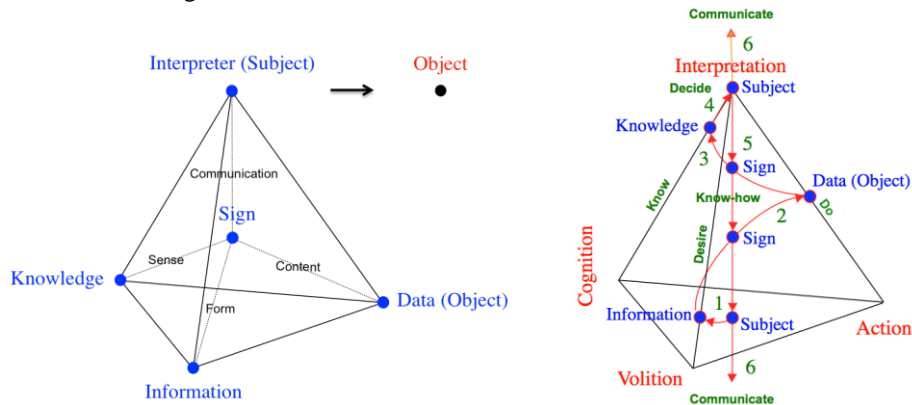 Interpreter (Subject)
Object
Communication
Sign
Sense
Content
Knowledge
Form
Data (Object)
Information
Communicate
6
Interpretation
Decide
Subject
4
Knowledge
5
3
Sign
Data (Object)
Know
Know-how
Do
2
Sign
Desire
Cognition
1
Information
Subject
Action
Volition
6
Communicate